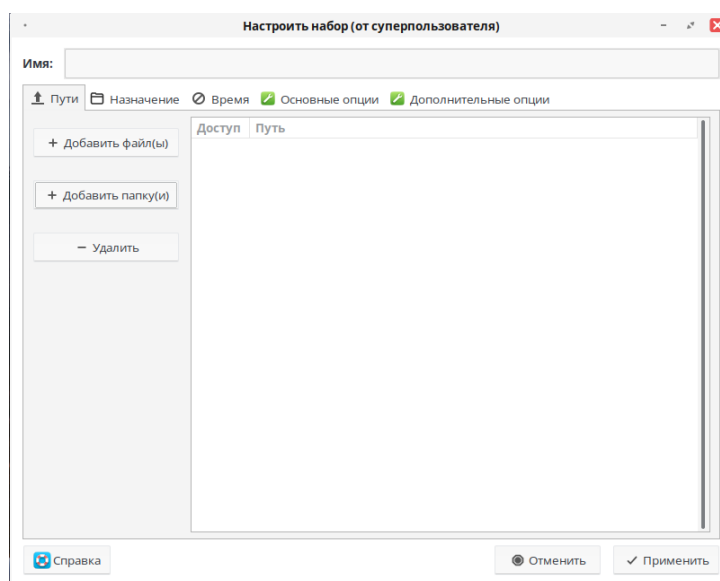 Настроить набор (от суперпользователя)
Имя:
Пути Назначение Время Основные опции Дополнительные опции
+ Добавить файл(ы)
+ Добавить папку(и)
− Удалить
Доступ Путь
Справка Отменить Применить